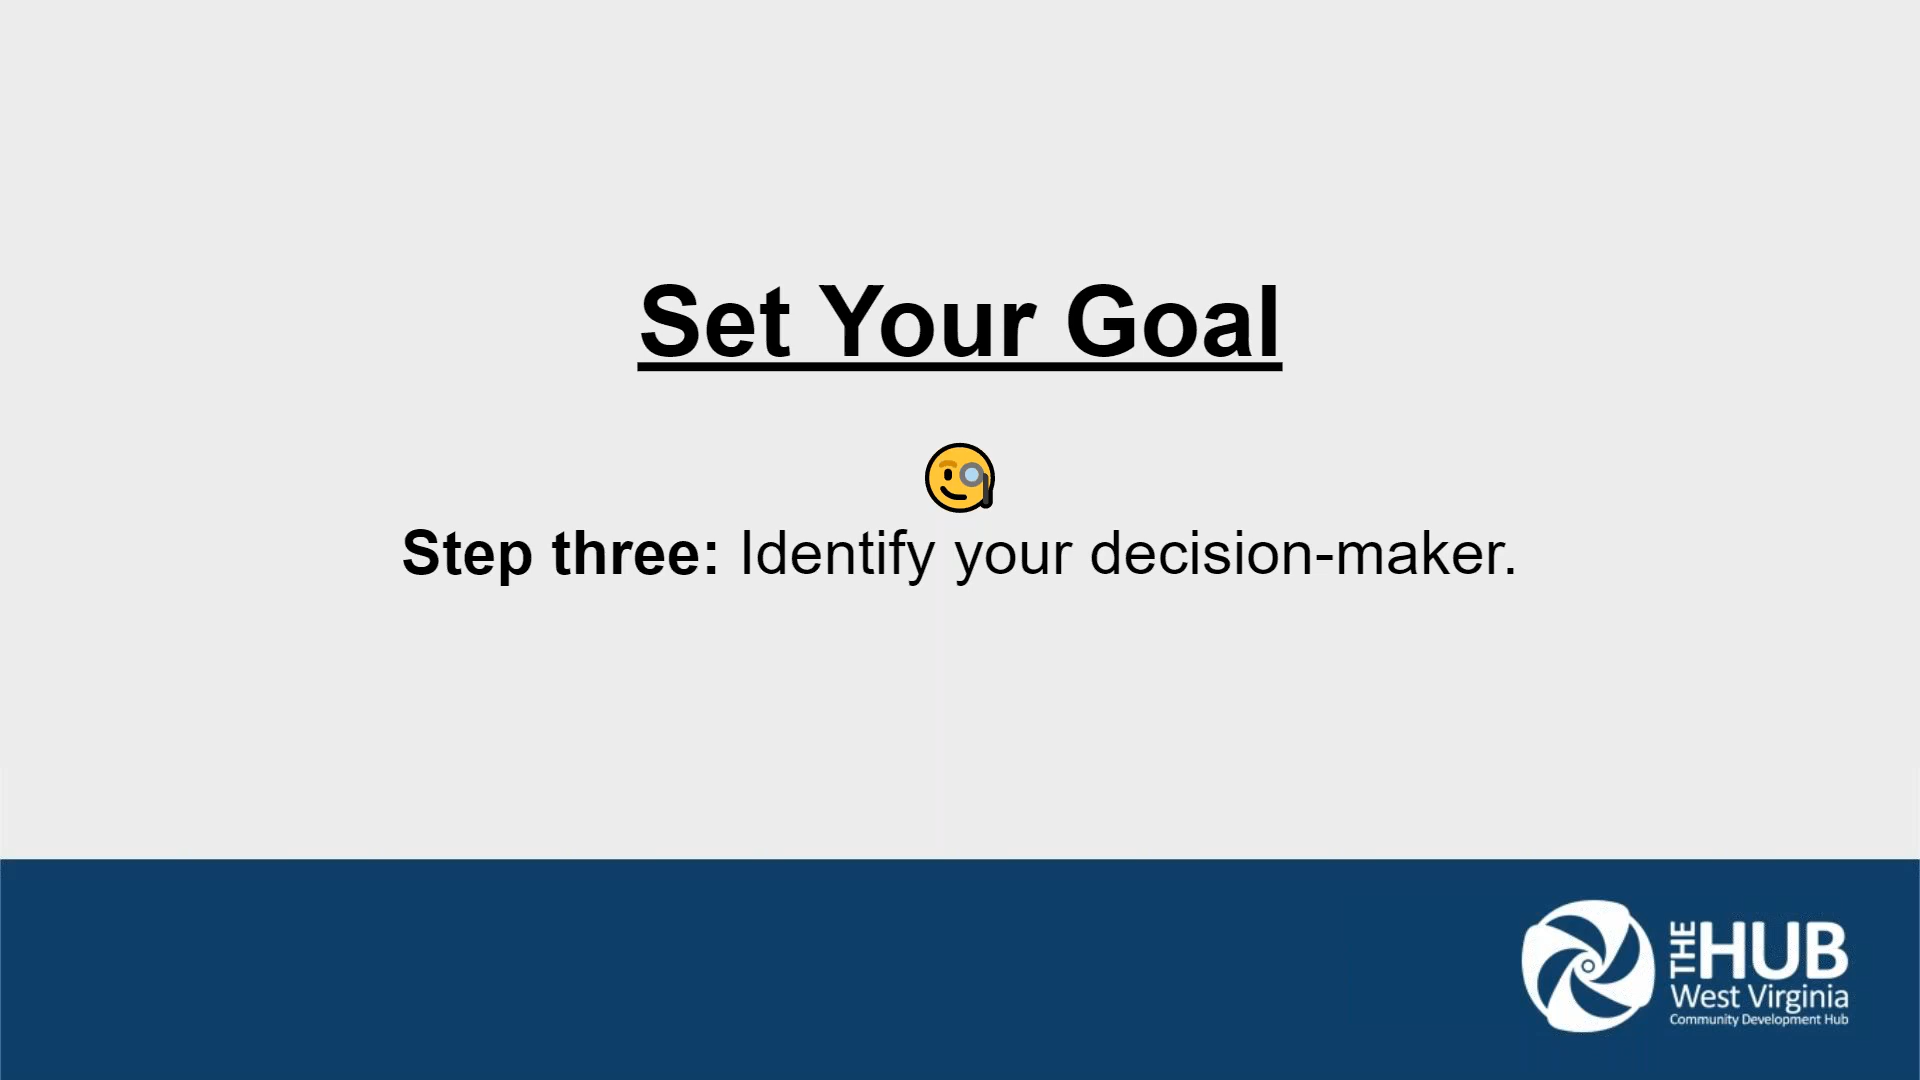 Set Your Goal
🧐
Step three: Identify your decision-maker.
THE HUB
West Virginia
Community Development Hub